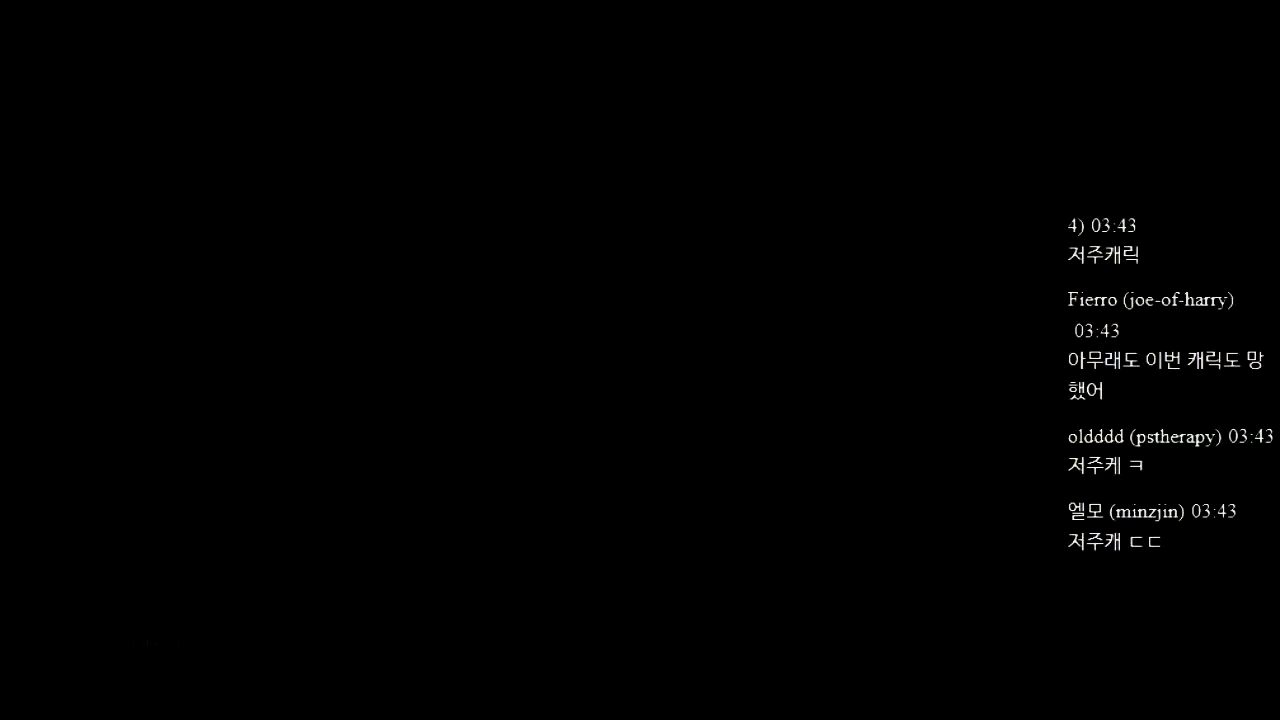 4) 03:43
저주캐릭
Fierro (joe-of-harry)
03:43
아무래도 이번 캐릭도 망
했어
oldddd (pstherapy) 03:43
저주케 ㅋ
엘모 (minzjin) 03:43
저주캐 ㄷㄷ